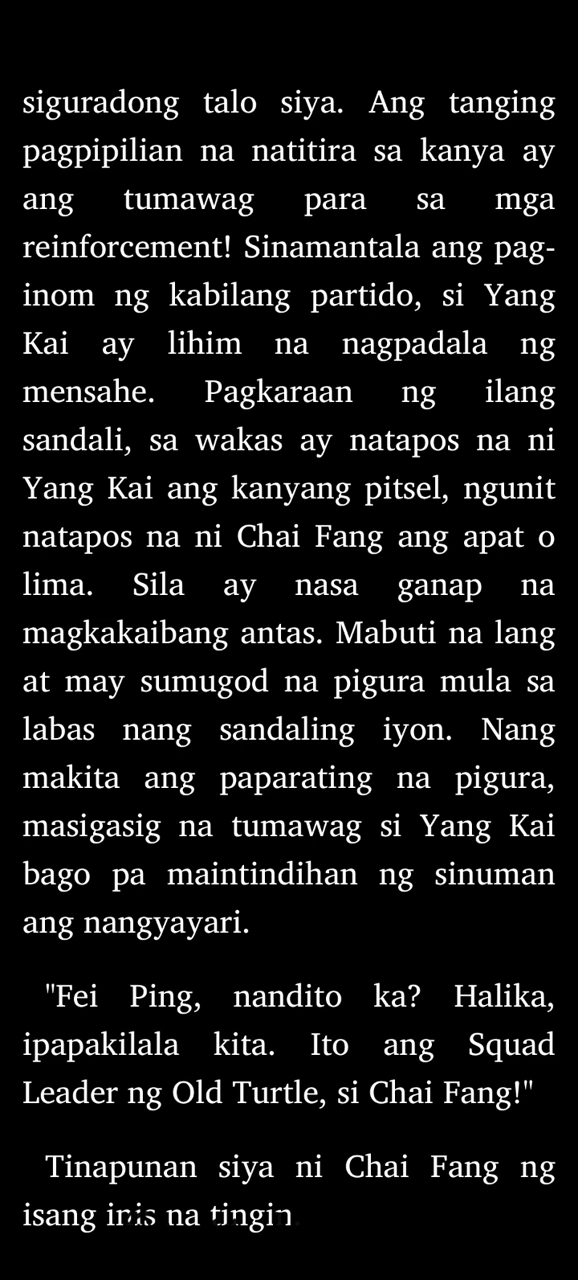 siguradong talo siya. Ang tanging
pagpipilian na natitira sa kanya ay
ang tumawag para sa mga
reinforcement! Sinamantala ang pag-
inom ng kabilang partido, si Yang
Kai ay lihim na nagpadala ng
mensahe. Pagkaraan ng ilang
sandali, sa wakas ay natapos na ni
Yang Kai ang kanyang pitsel, ngunit
natapos na ni Chai Fang ang apat o
lima. Sila ay nasa ganap na
magkakaibang antas. Mabuti na lang
at may sumugod na pigura mula sa
labas nang sandaling iyon. Nang
makita ang paparating na pigura,
masigasig na tumawag si Yang Kai
bago pa maintindihan ng sinuman
ang nangyayari.
"Fei Ping, nandito ka? Halika,
ipapakilala kita. Ito ang Squad
Leader ng Old Turtle, si Chai Fang!"
Tinapunan siya ni Chai Fang ng
isang inis na tingin.